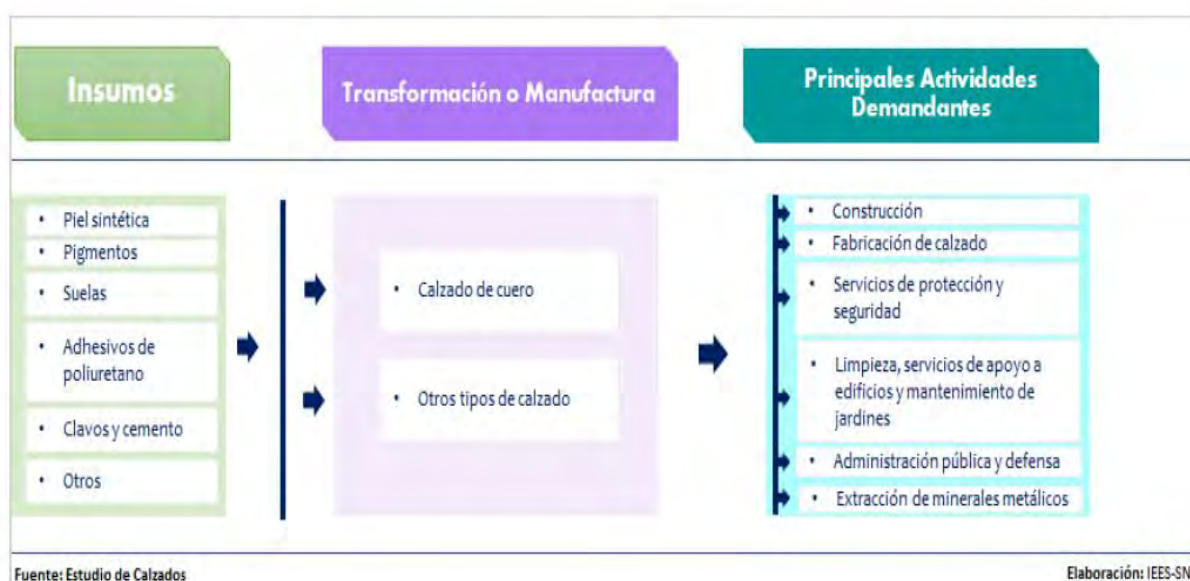 Insumos
Transformación o Manufactura
Principales Actividades
Demandantes
• Piel sintética
• Pigmentos
• Suelas
• Adhesivos de
poliuretano
• Clavos y cemento
• Otros
• Calzado de cuero
• Otros tipos de calzado
• Construcción
• Fabricación de calzado
• Servicios de protección y
seguridad
• Limpieza, servicios de apoyo a
edificios y mantenimiento de
jardines
• Administración pública y defensa
• Extracción de minerales metálicos
Fuente: Estudio de Calzados
Elaboración: IEES-SN